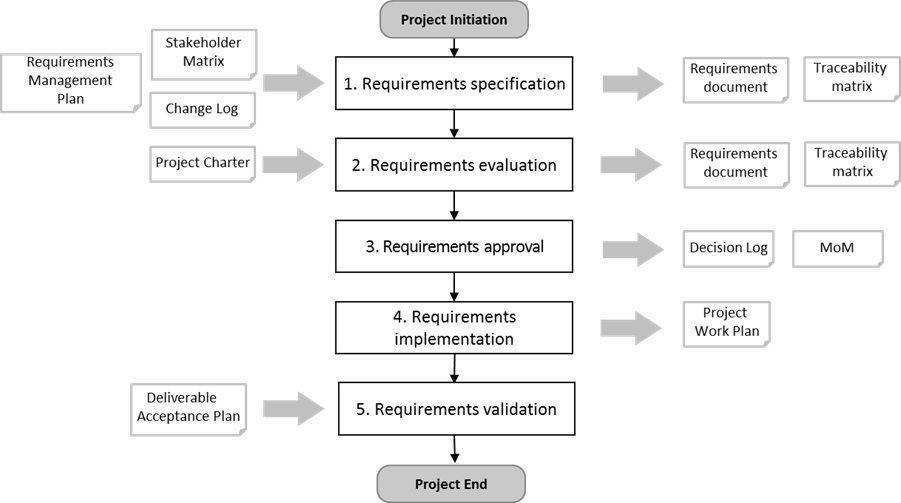 Project Initiation
Requirements
Management
Plan
Stakeholder
Matrix
Change Log
1. Requirements specification
Requirements
document
Traceability
matrix
Project Charter
2. Requirements evaluation
Requirements
document
Traceability
matrix
3. Requirements approval
Decision Log
MoM
4. Requirements
implementation
Project
Work Plan
Deliverable
Acceptance Plan
5. Requirements validation
Project End